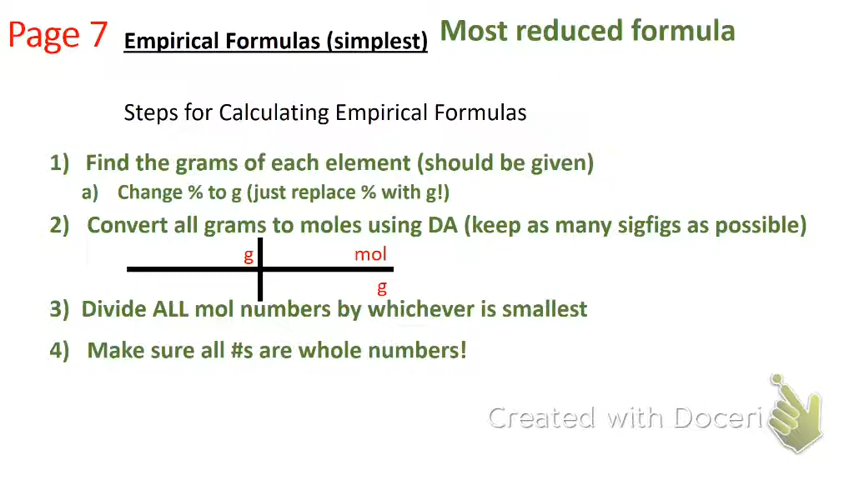 Page 7 Empirical Formulas (simplest) Most reduced formula
Steps for Calculating Empirical Formulas
1) Find the grams of each element (should be given)
a) Change % to g (just replace % with g!)
2) Convert all grams to moles using DA (keep as many sigfigs as possible)
g mol
g
3) Divide ALL mol numbers by whichever is smallest
4) Make sure all #s are whole numbers!
Created with Doceri